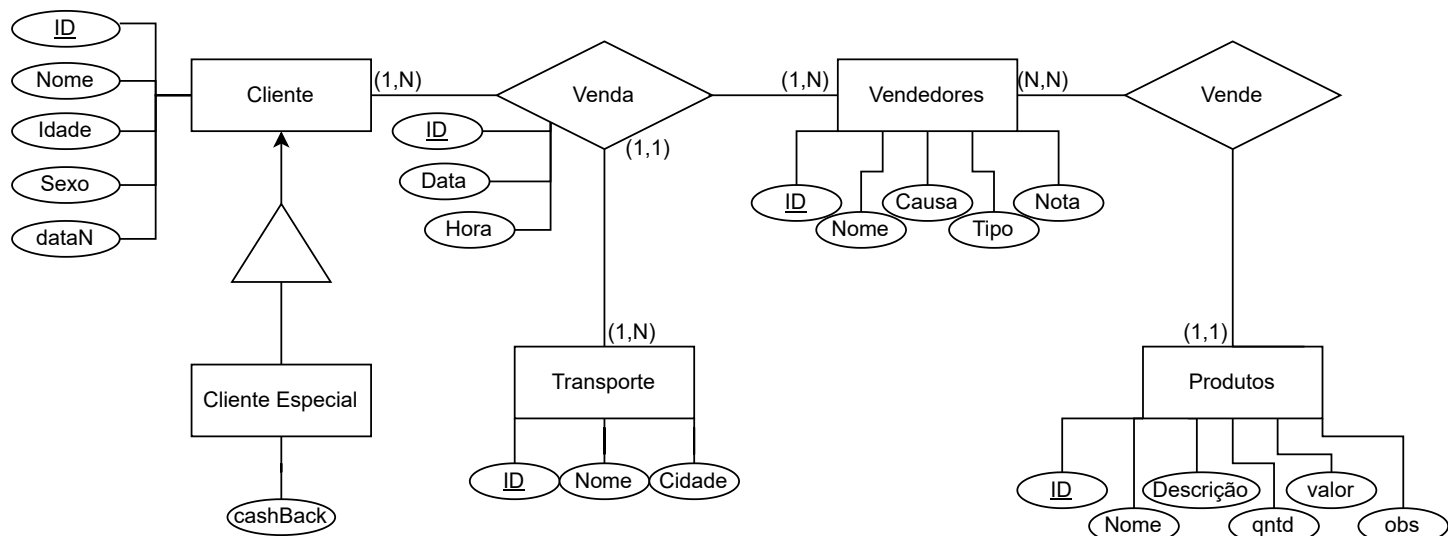 ID
Nome
Idade
Sexo
dataN
Cliente
(1,N)
Venda
ID
Data
Hora
(1,1)
(1,N)
Vendedores
(N,N)
Vende
ID
Nome
Causa
Tipo
Nota
Cliente Especial
cashBack
(1,N)
Transporte
ID
Nome
Cidade
(1,1)
Produtos
ID
Nome
Descrição
qntd
valor
obs